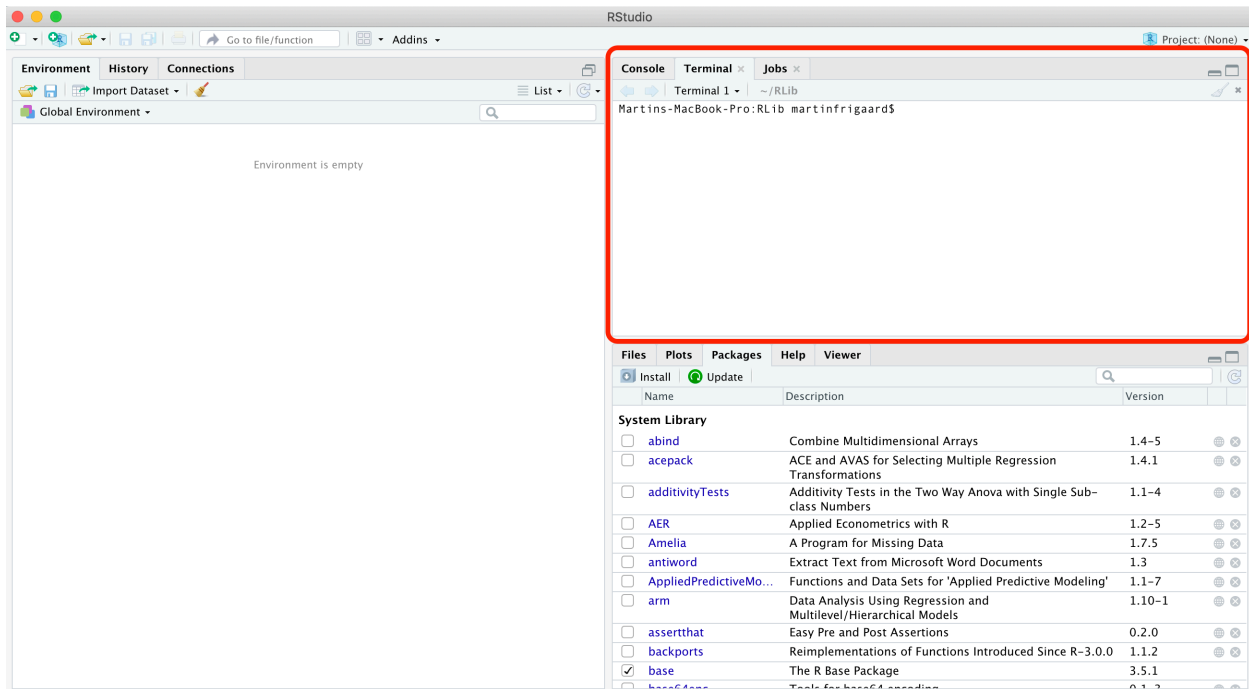 RStudio
Go to file/function
Addins
Project: (None)
Environment History Connections
Import Dataset
List
Global Environment
Environment is empty
Console Terminal Jobs
Terminal 1 ~/RLib
Martins-MacBook-Pro:RLib martinfrigaard$
Files Plots Packages Help Viewer
Install Update
Name Description Version
System Library
abind Combine Multidimensional Arrays 1.4-5
acepack ACE and AVAS for Selecting Multiple Regression 1.4.1
Transformations
additivityTests Additivity Tests in the Two Way Anova with Single Sub- 1.1-4
class Numbers
AER Applied Econometrics with R 1.2-5
Amelia A Program for Missing Data 1.7.5
antiword Extract Text from Microsoft Word Documents 1.3
AppliedPredictiveMo... Functions and Data Sets for 'Applied Predictive Modeling' 1.1-7
arm Data Analysis Using Regression and 1.10-1
Multilevel/Hierarchical Models
assertthat Easy Pre and Post Assertions 0.2.0
backports Reimplementations of Functions Introduced Since R-3.0.0 1.1.2
base The R Base Package 3.5.1
base64enc Tools for base64 encoding 0.1-3